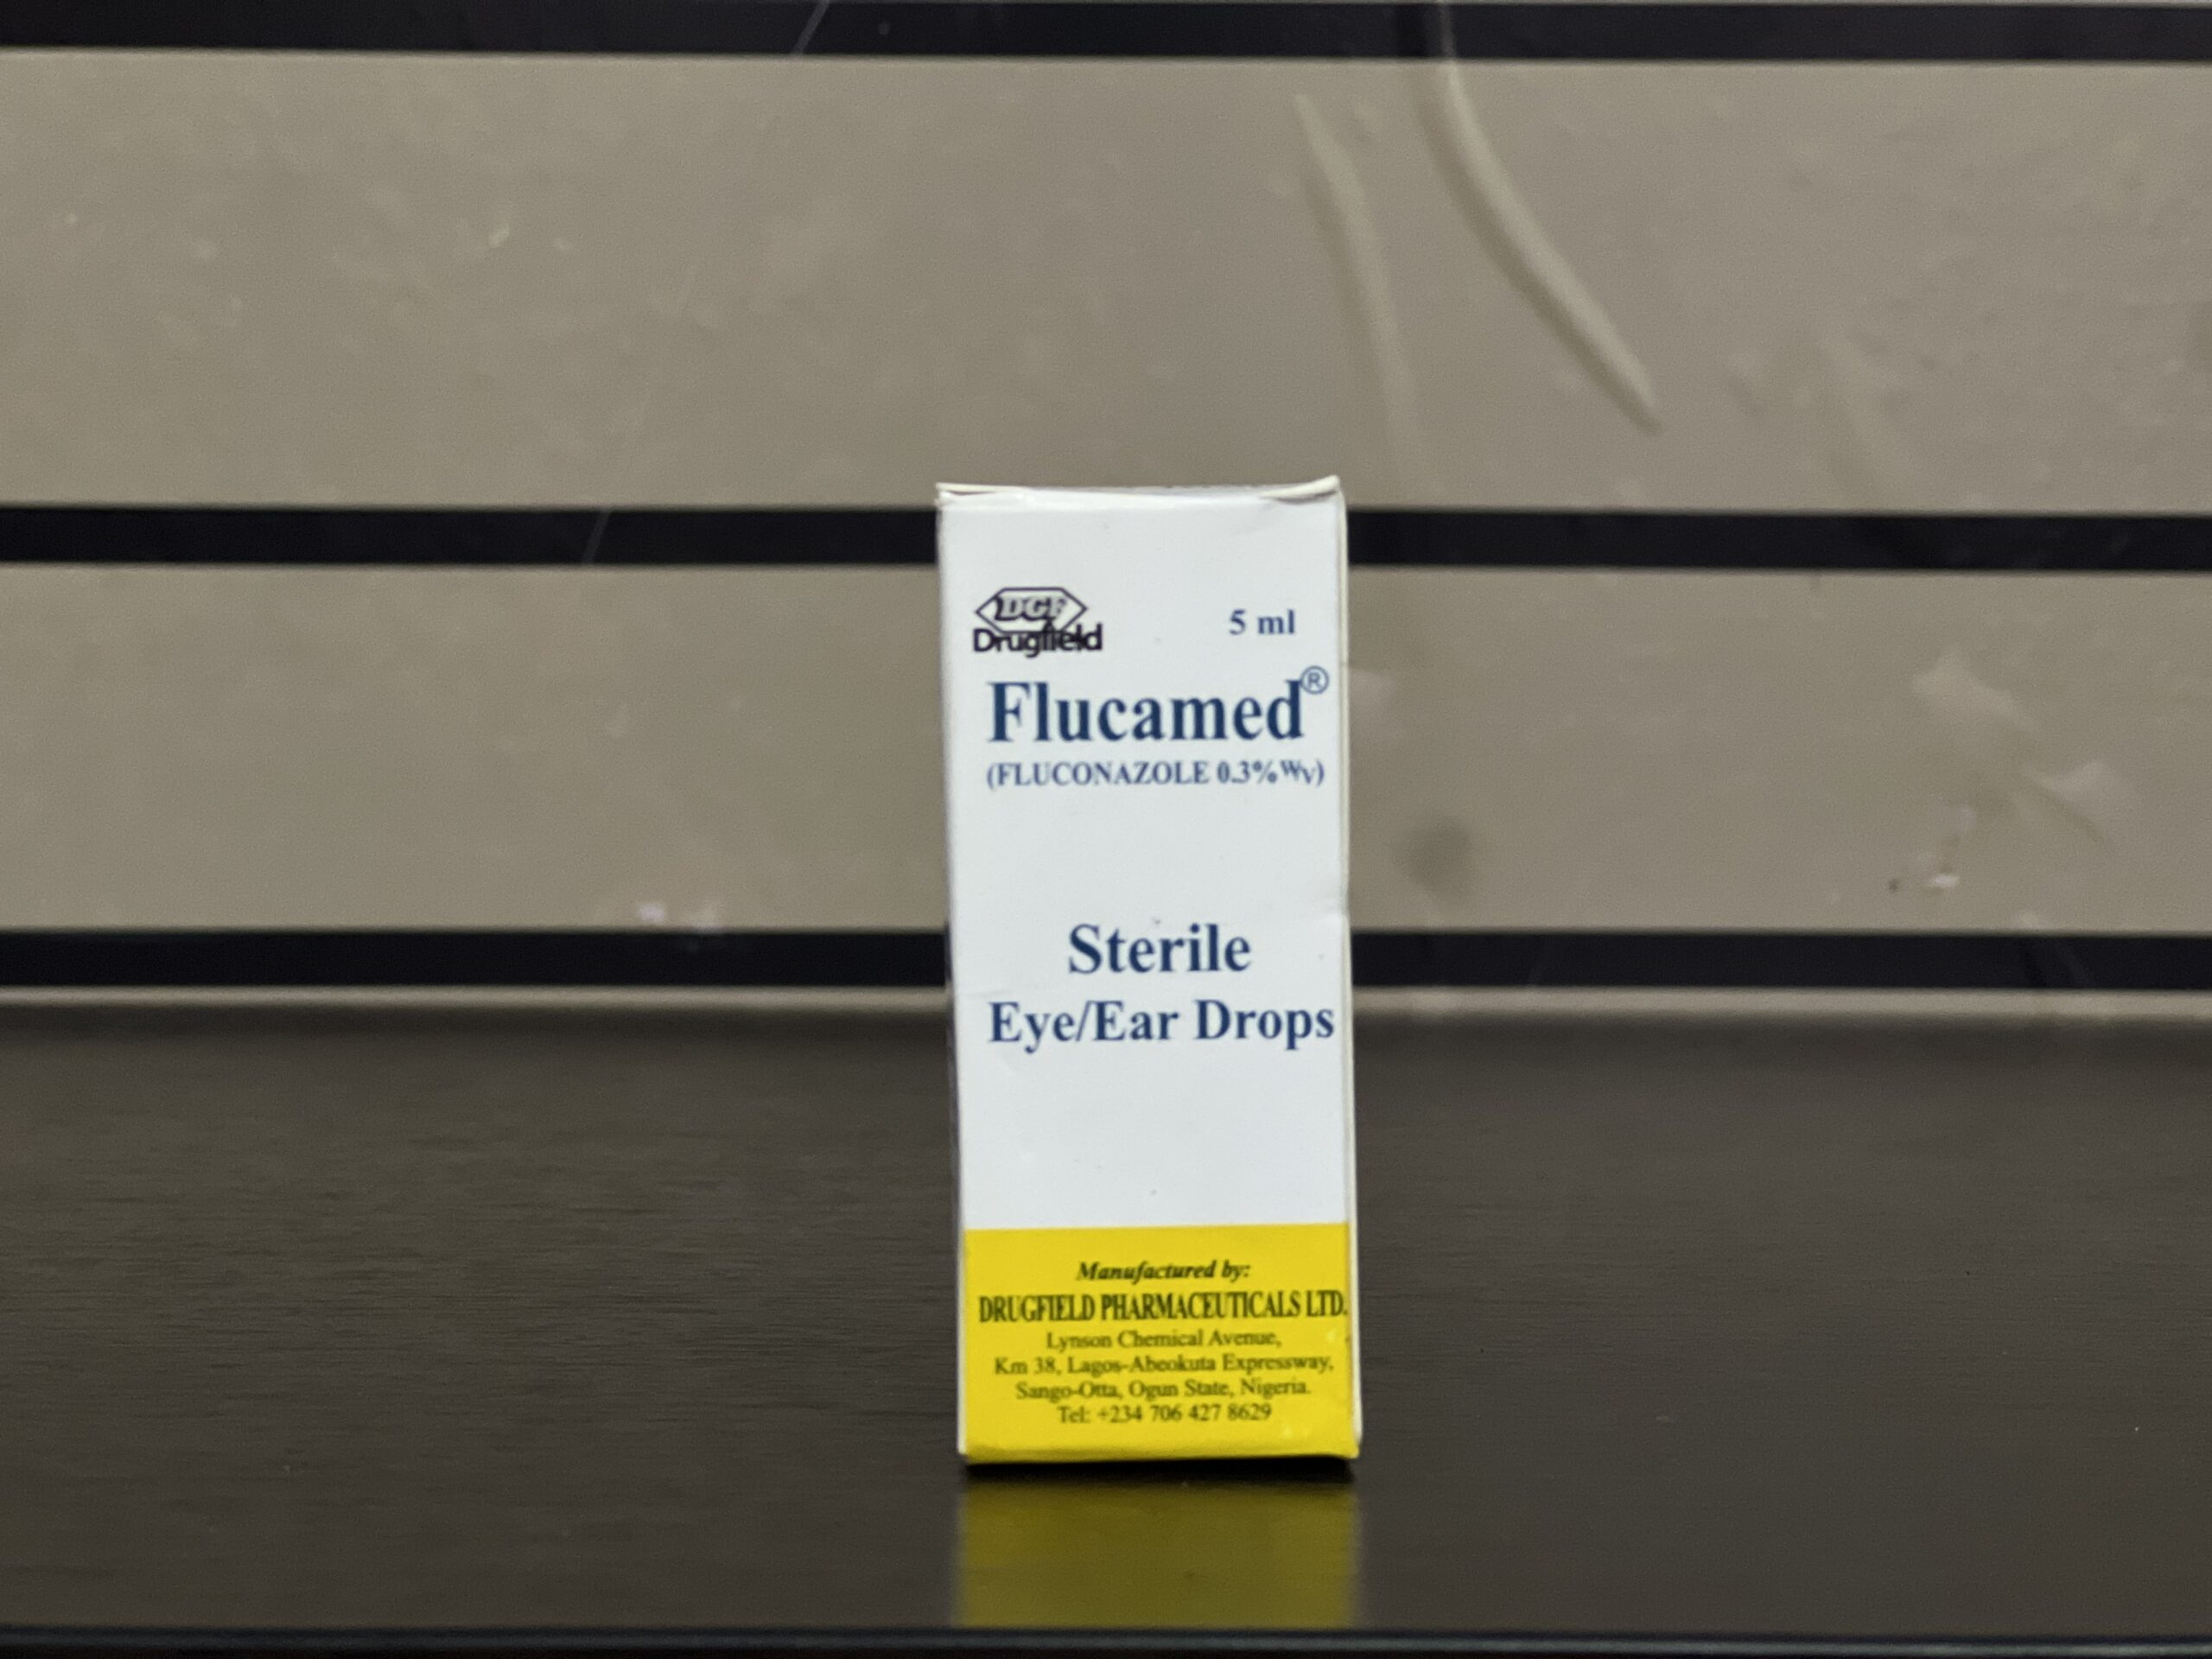 DGF
Drugfield
5 ml
Flucamed®
(FLUCONAZOLE 0.3% W/V)
Sterile
Eye/Ear Drops
Manufactured by:
DRUGFIELD PHARMACEUTICALS LTD.
Lynson Chemical Avenue,
Km 38, Lagos-Abeokuta Expressway,
Sango-Otta, Ogun State, Nigeria.
Tel: +234 706 427 8629